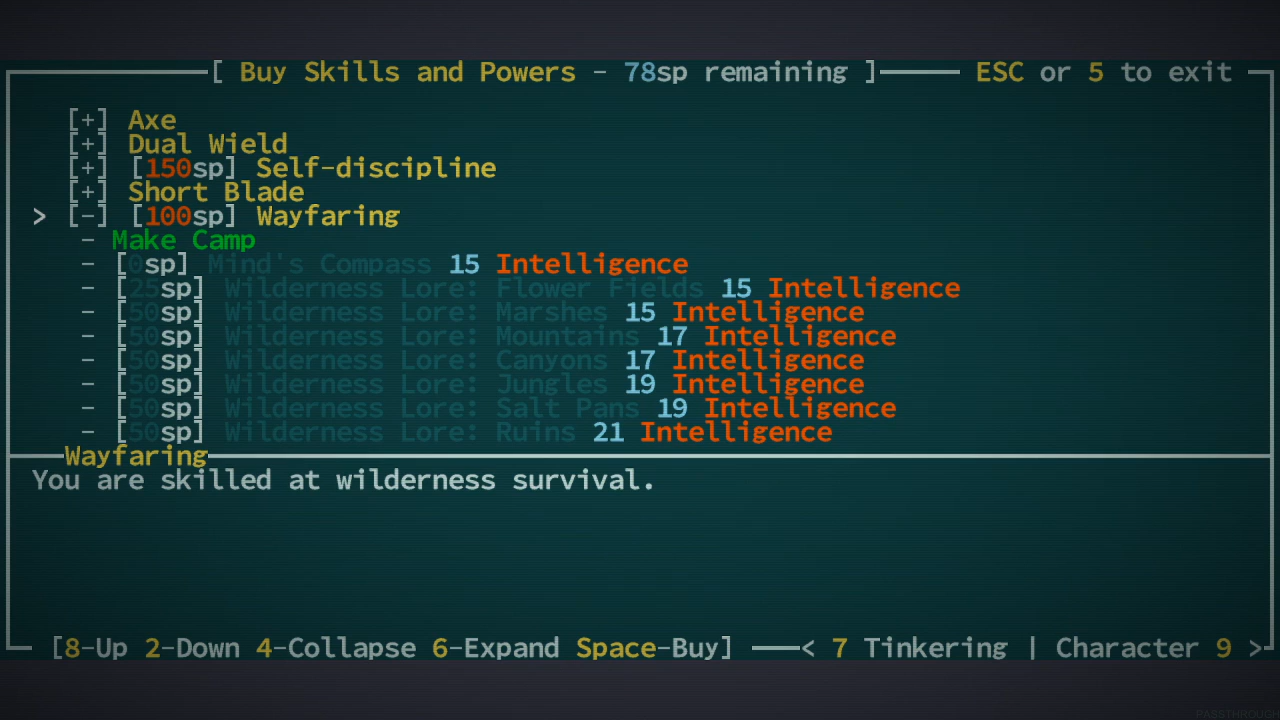 [ Buy Skills and Powers - 78sp remaining ] ESC or 5 to exit
[+] Axe
[+] Dual Wield
[+] [150sp] Self-discipline
[+] Short Blade
> [-] [100sp] Wayfaring
- Make Camp
- [0sp] Mind's Compass 15 Intelligence
- [25sp] Wilderness Lore: Flower Fields 15 Intelligence
- [50sp] Wilderness Lore: Marshes 15 Intelligence
- [50sp] Wilderness Lore: Mountains 17 Intelligence
- [50sp] Wilderness Lore: Canyons 17 Intelligence
- [50sp] Wilderness Lore: Jungles 19 Intelligence
- [50sp] Wilderness Lore: Salt Pans 19 Intelligence
- [50sp] Wilderness Lore: Ruins 21 Intelligence
Wayfaring
You are skilled at wilderness survival.
[8-Up 2-Down 4-Collapse 6-Expand Space-Buy] < 7 Tinkering | Character 9 >